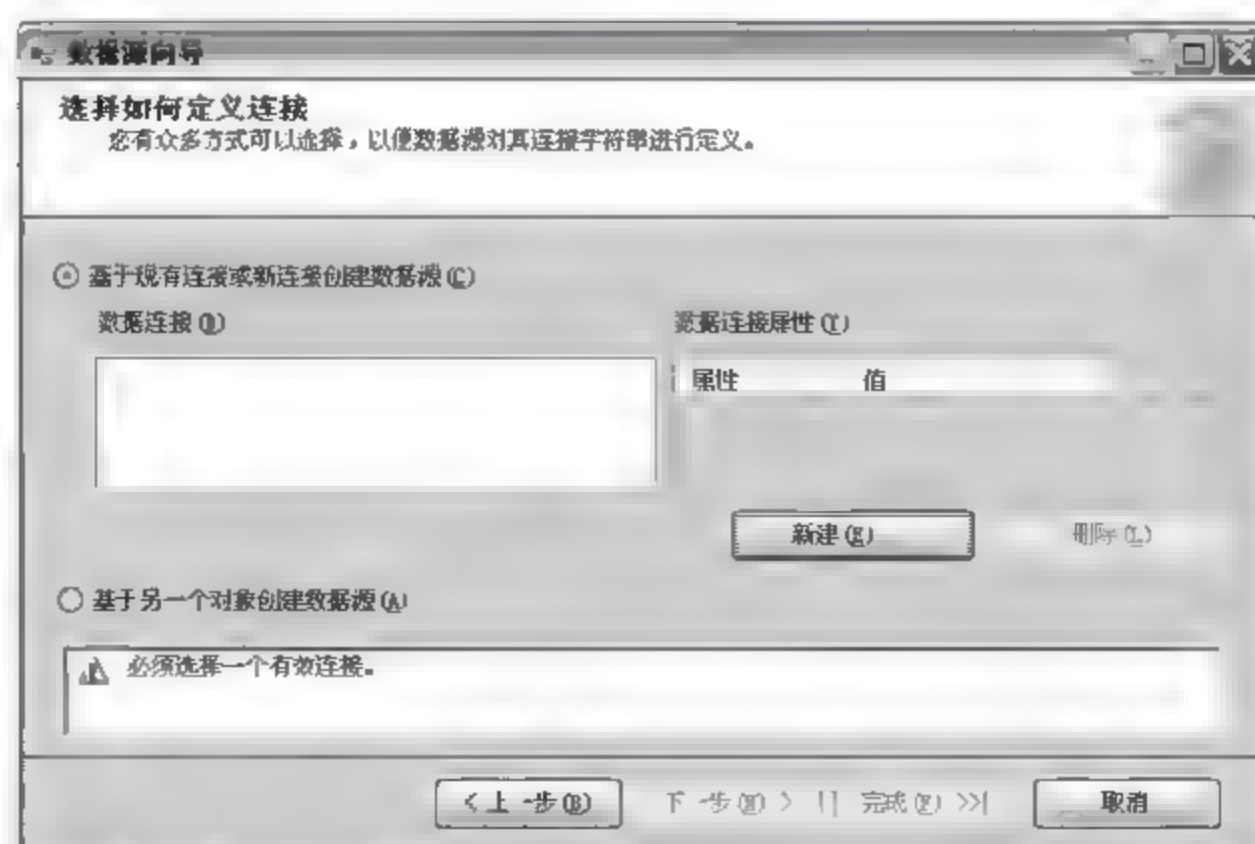 数据源向导
选择如何定义连接
您有众多方式可以选择，以便数据源对其连接字符串进行定义。
基于现有连接或新连接创建数据源(C)
数据连接(D)
数据连接属性(T)
属性 值
新建(E) 删除(L)
基于另一个对象创建数据源(A)
必须选择一个有效连接。
< 上一步(B) 下一步(N) > 完成(F) >>| 取消